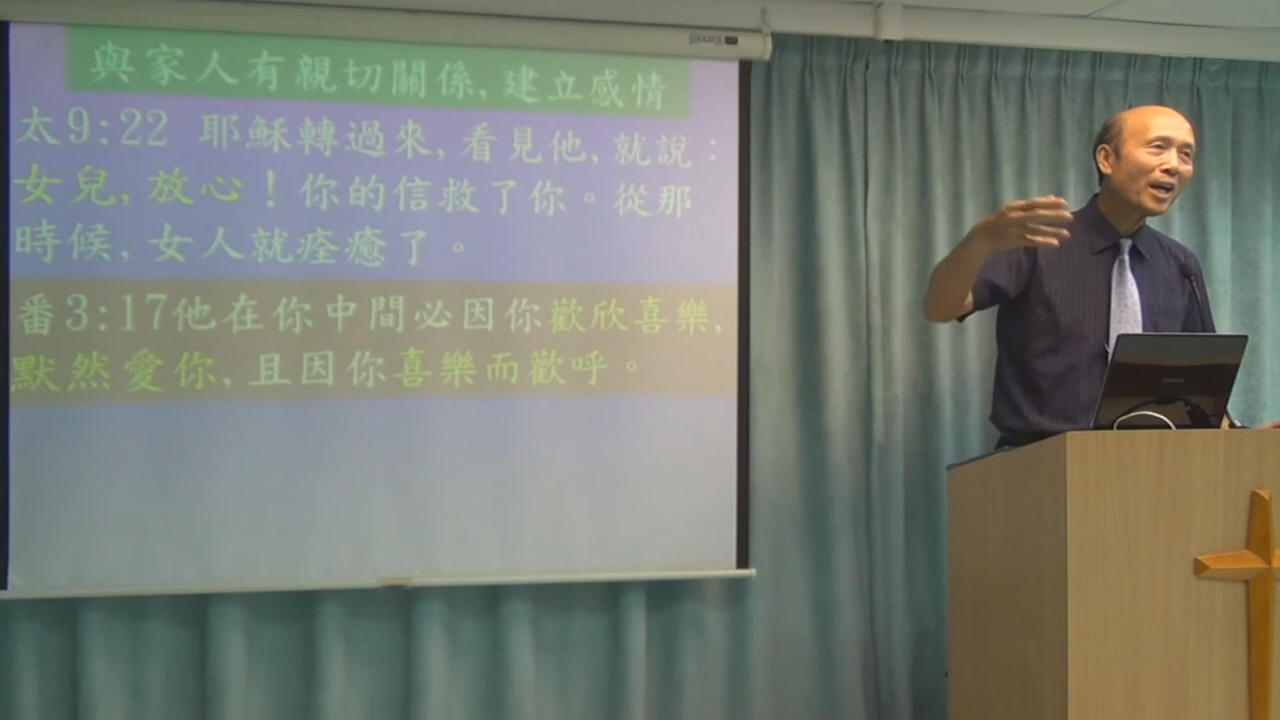 與家人有親切關係,建立感情
太9:22 耶穌轉過來,看見他,就說：
女兒,放心！你的信救了你。從那
時候,女人就痊癒了。
番3:17他在你中間必因你歡欣喜樂,
默然愛你,且因你喜樂而歡呼。